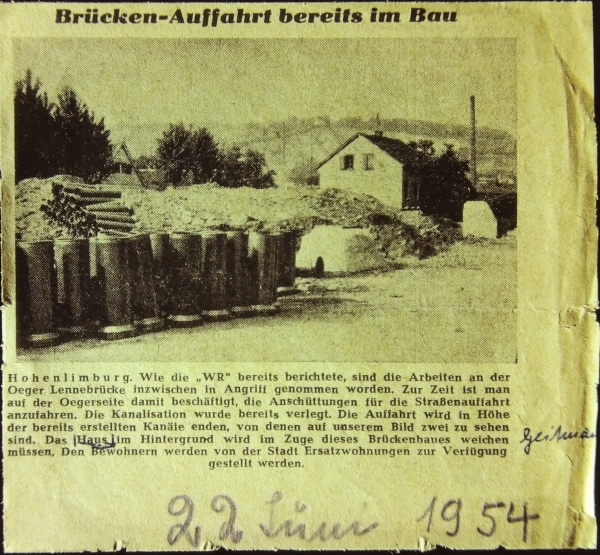 Brücken-Auffahrt bereits im Bau
Hohenlimburg. Wie die „WR" bereits berichtete, sind die Arbeiten an der
Oeger Lennebrücke inzwischen in Angriff genommen worden. Zur Zeit ist man
auf der Oegerseite damit beschäftigt, die Anschüttungen für die Straßenauffahrt
anzufahren. Die Kanalisation wurde bereits verlegt. Die Auffahrt wird in Höhe
der bereits erstellten Kanäle enden, von denen auf unserem Bild zwei zu sehen
sind. Das Haus im Hintergrund wird im Zuge dieses Brückenbaues weichen
müssen. Den Bewohnern werden von der Stadt Ersatzwohnungen zur Verfügung
gestellt werden.
22 Juni 1954